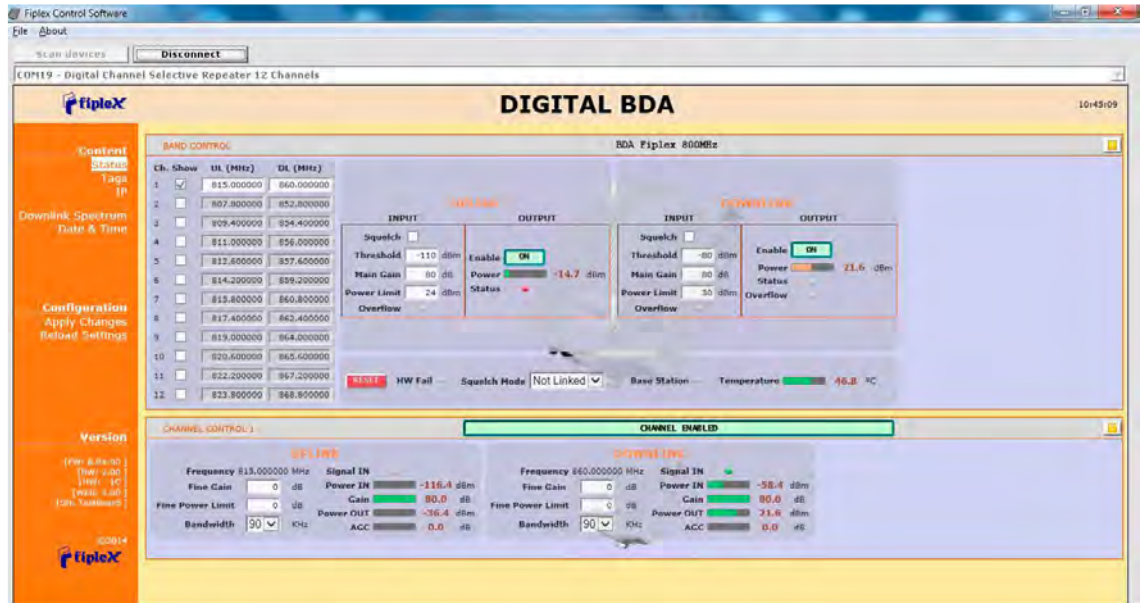 Fiplex Control Software
File About
Scan devices Disconnect
COM19 - Digital Channel Selective Repeater 12 Channels
fipleX DIGITAL BDA 10:45:09
Content
Status
Tags
IP
Downlink Spectrum
Date & Time
Configuration
Apply Changes
Reload Settings
Version
©2014
fipleX
BAND CONTROL BDA Fiplex 800MHz
Ch. Show UL (MHz) DL (MHz)
1 815.000000 860.000000
2 807.800000 852.800000
3 809.400000 854.400000
4 811.000000 856.000000
5 812.600000 857.600000
6 814.200000 859.200000
7 815.800000 860.800000
8 817.400000 862.400000
9 819.000000 864.000000
10 820.600000 865.600000
11 822.200000 867.200000
12 823.800000 868.800000
INPUT OUTPUT
Squelch
Threshold -110 dBm Enable ON
Main Gain 80 dB Power -14.7 dBm
Power Limit 24 dBm Status
Overflow
INPUT OUTPUT
Squelch
Threshold -80 dBm Enable ON
Main Gain 80 dB Power 21.6 dBm
Power Limit 30 dBm Status
Overflow Overflow
RESET HW Fail Squelch Mode Not Linked Base Station Temperature 46.8 ºC
CHANNEL CONTROL 1 CHANNEL ENABLED
UPLINK
Frequency 815.000000 MHz Signal IN
Fine Gain 0 dB Power IN -116.4 dBm
Gain 80.0 dB
Fine Power Limit 0 dB Power OUT -36.4 dBm
Bandwidth 90 KHz AGC 0.0 dB
DOWNLINK
Frequency 860.000000 MHz Signal IN
Fine Gain 0 dB Power IN -58.4 dBm
Gain 80.0 dB
Fine Power Limit 0 dB Power OUT 21.6 dBm
Bandwidth 90 KHz AGC 0.0 dB